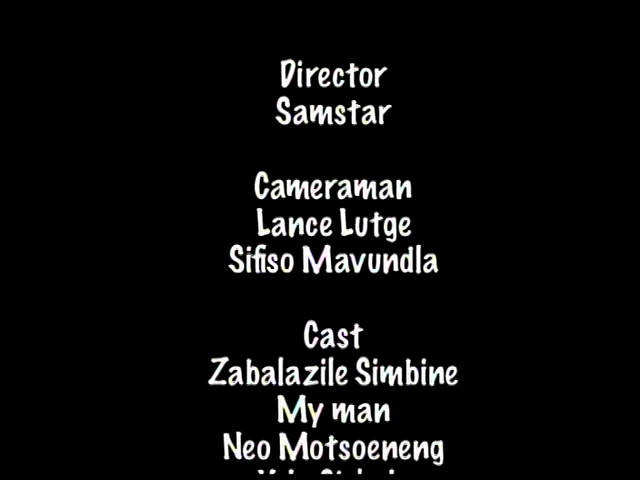 Director
Samstar
Cameraman
Lance Lutge
Sifiso Mavundla
Cast
Zabalazile Simbine
My man
Neo Motsoeneng